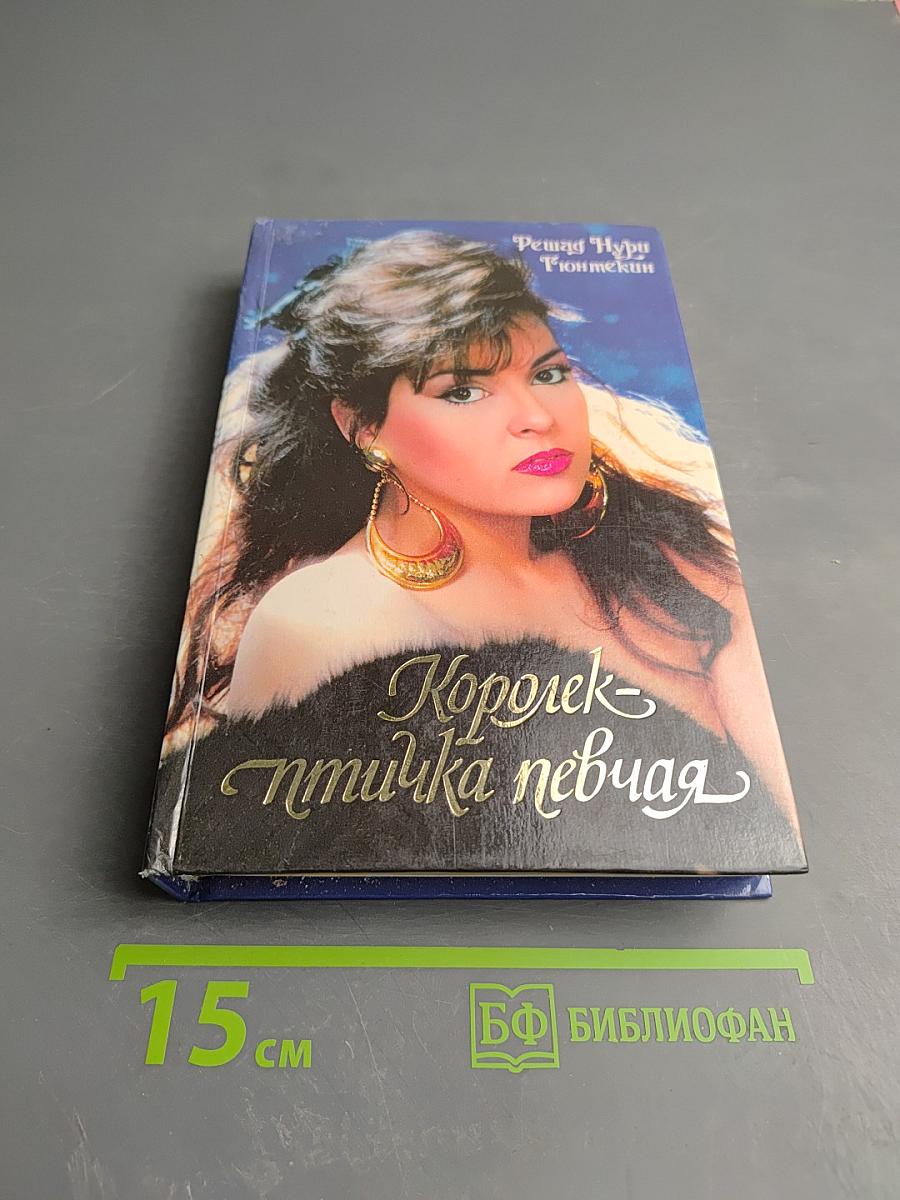 Решад Нури
Гюнтекин
Королек-
птичка певчая
15 см
БФ БИБЛИОФАН